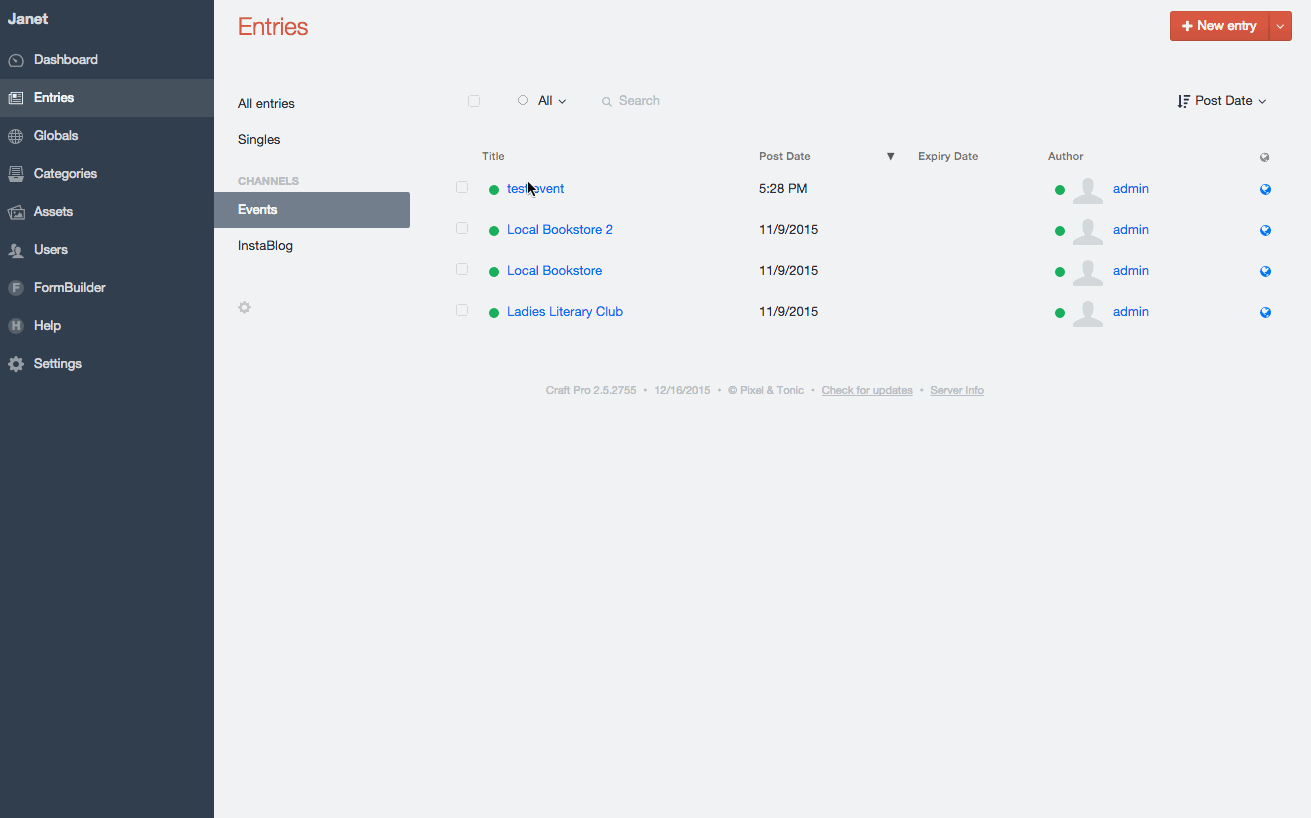 Janet
Dashboard
Entries
Globals
Categories
Assets
Users
F FormBuilder
H Help
Settings
Entries
+ New entry
All entries
Singles
CHANNELS
Events
InstaBlog
All
Search
Post Date
Title Post Date ▼ Expiry Date Author
test event 5:28 PM admin
Local Bookstore 2 11/9/2015 admin
Local Bookstore 11/9/2015 admin
Ladies Literary Club 11/9/2015 admin
Craft Pro 2.5.2755 • 12/16/2015 • © Pixel & Tonic • Check for updates • Server Info